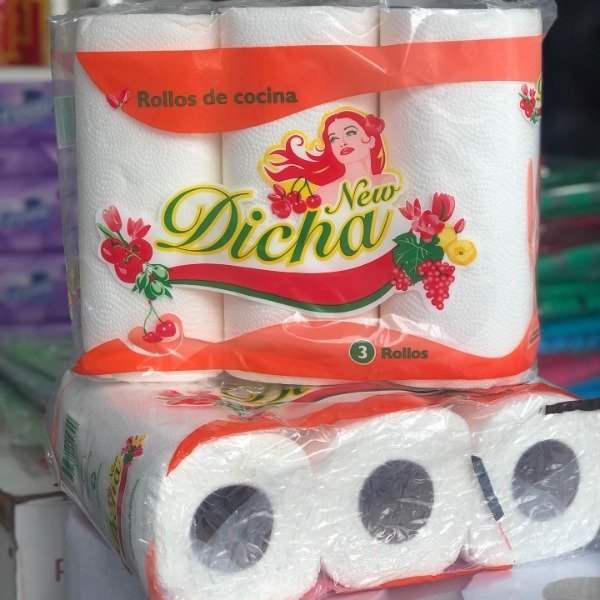 Rollos de cocina
New
Dicha
3 Rollos